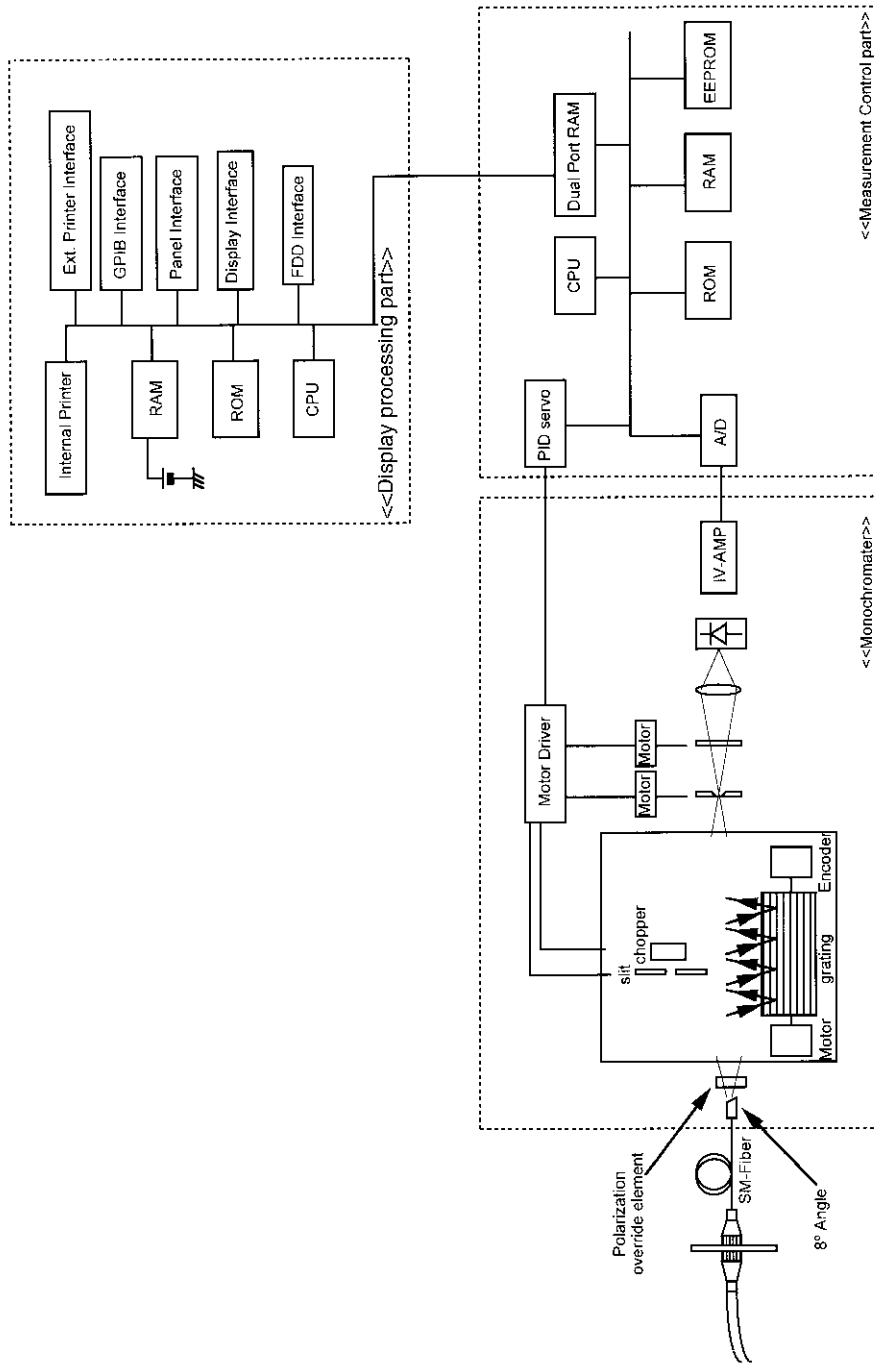 Internal Printer
RAM
ROM
CPU
Ext. Printer Interface
GPIB Interface
Panel Interface
Display Interface
FDD Interface
<<Display processing part>>
PID servo
CPU
Dual Port RAM
A/D
ROM
RAM
EEPROM
<<Measurement Control part>>
Motor Driver
Motor
Motor
IV-AMP
slit
chopper
Motor
grating
Encoder
<<Monochromater>>
Polarization
override element
SM-Fiber
8° Angle